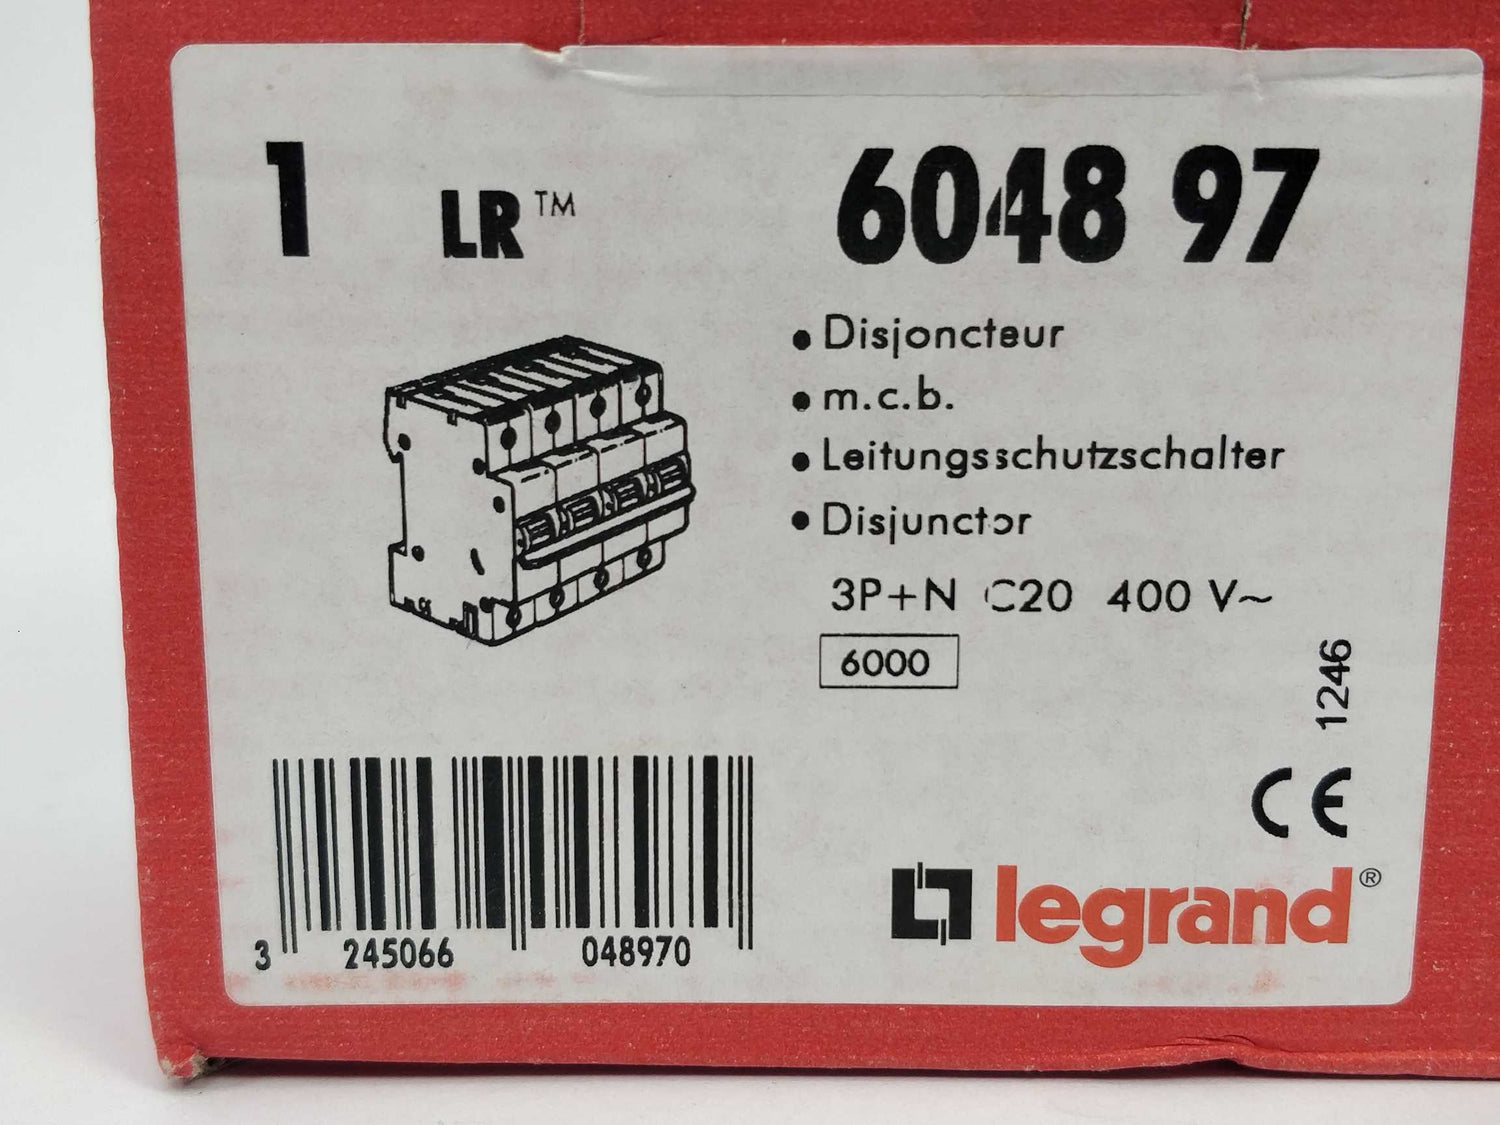 1 LR™ 6048 97
• Disjoncteur
• m.c.b.
• Leitungsschutzschalter
• Disjunctor
3P+N C20 400 V~
6000
1246
CE
legrand®
3 245066 048970